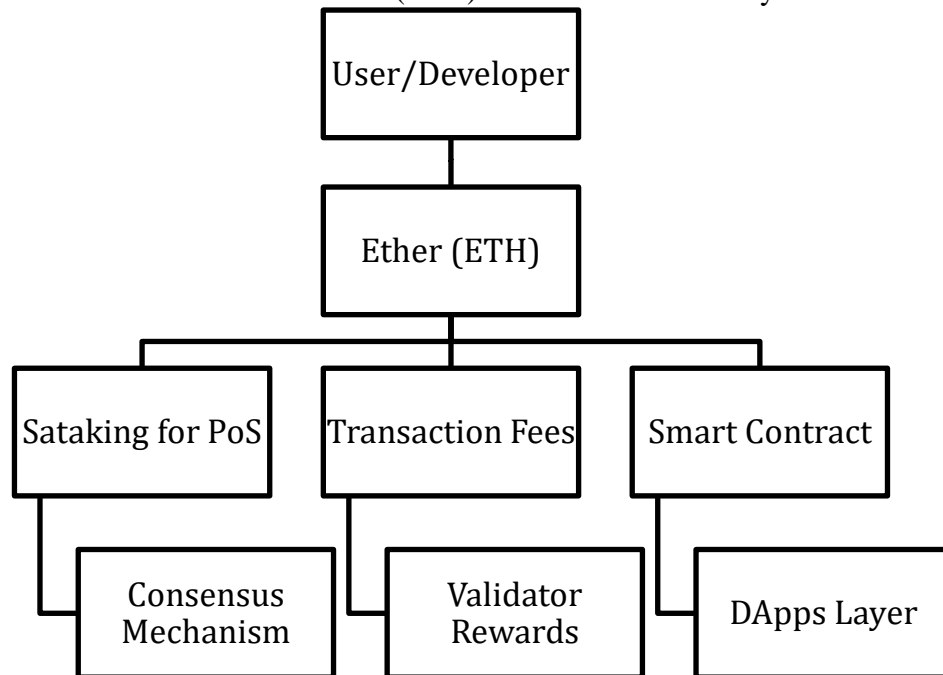 User/Developer
Ether (ETH)
Sataking for PoS
Transaction Fees
Smart Contract
Consensus
Mechanism
Validator
Rewards
DApps Layer